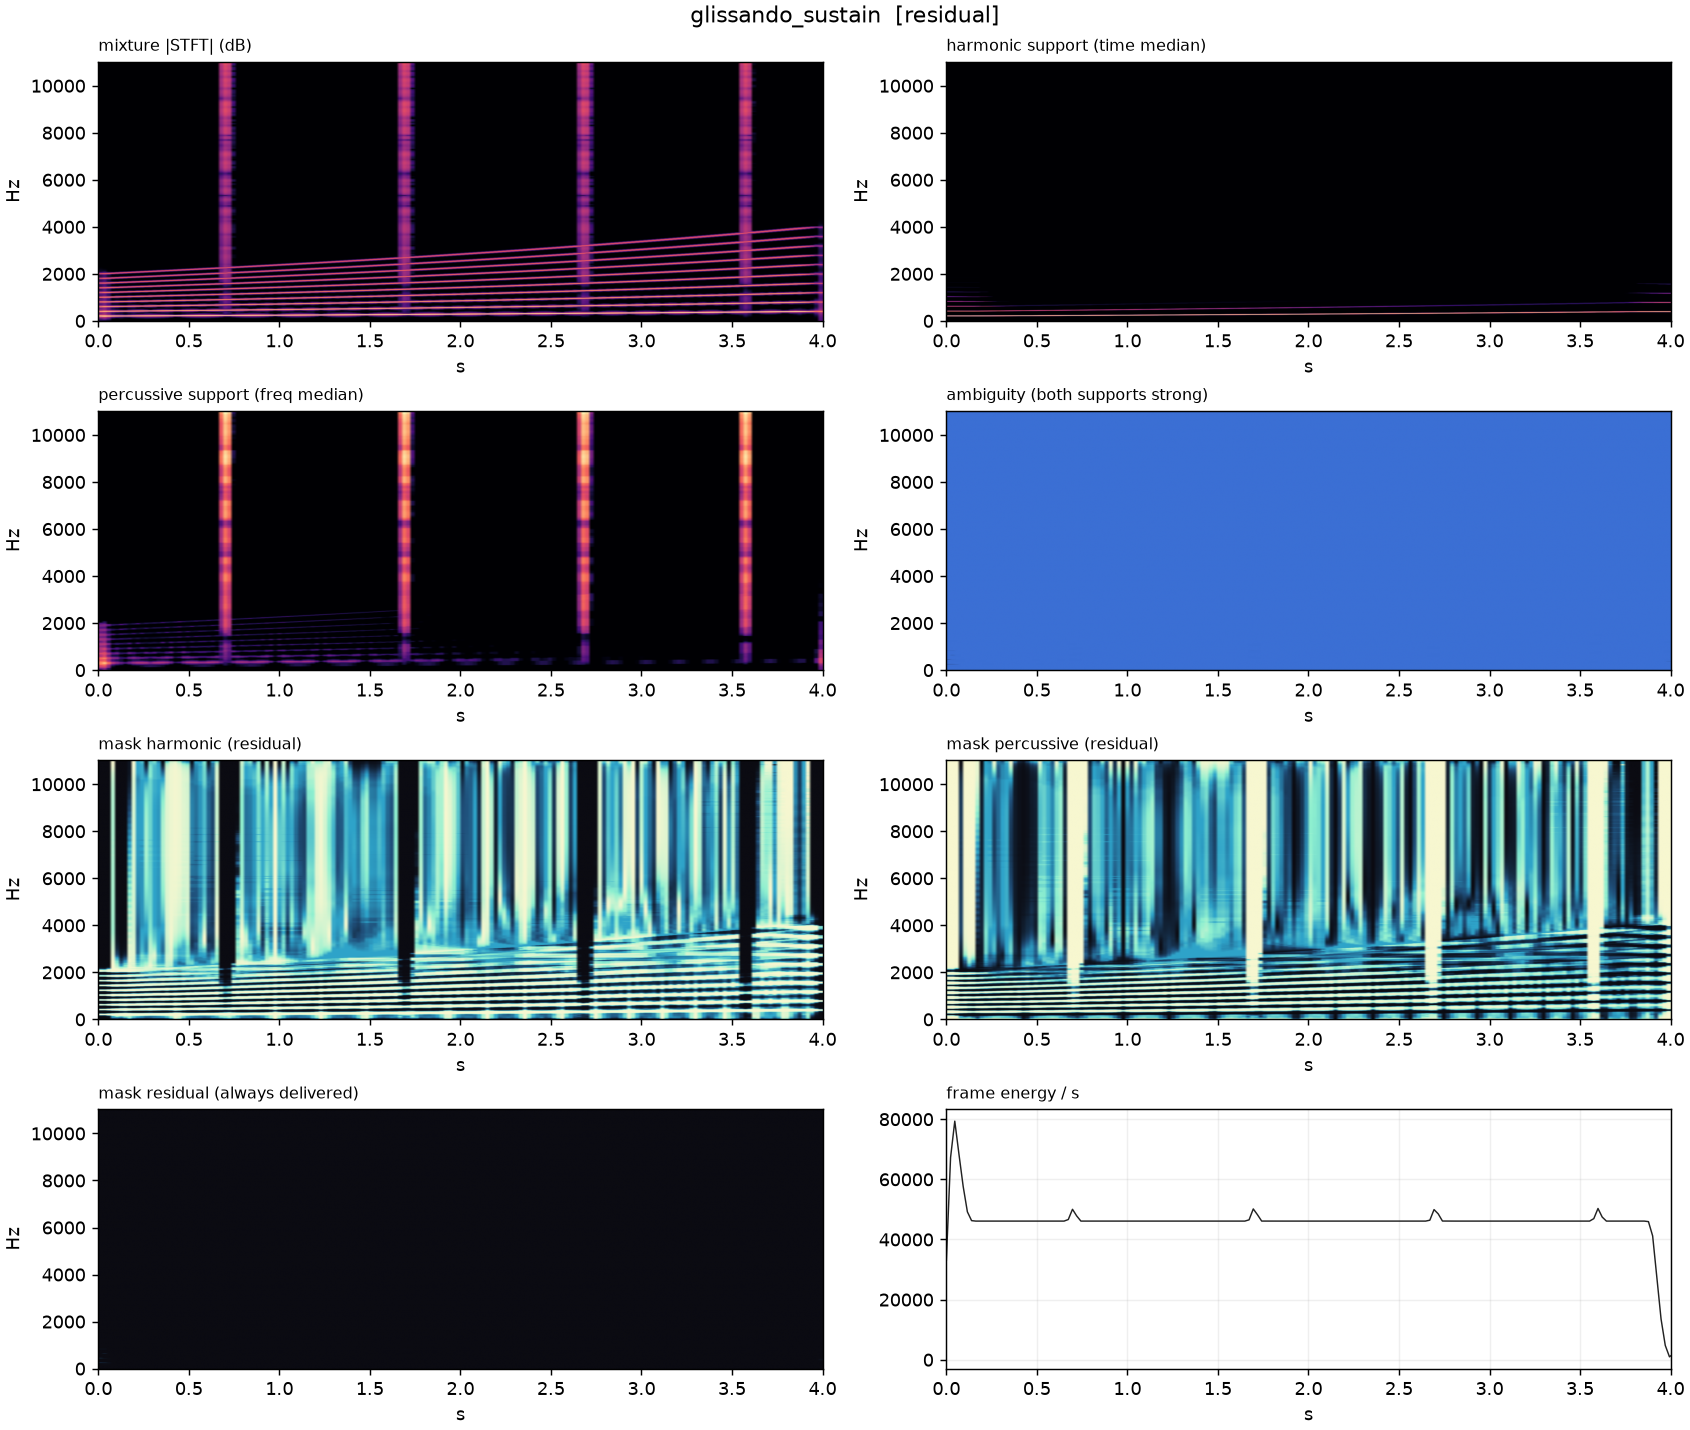 glissando_sustain [residual]
mixture |STFT| (dB)
harmonic support (time median)
10000
8000
6000
4000
2000
0
Hz
0.0 0.5 1.0 1.5 2.0 2.5 3.0 3.5 4.0
s
10000
8000
6000
4000
2000
0
Hz
0.0 0.5 1.0 1.5 2.0 2.5 3.0 3.5 4.0
s
percussive support (freq median)
ambiguity (both supports strong)
10000
8000
6000
4000
2000
0
Hz
0.0 0.5 1.0 1.5 2.0 2.5 3.0 3.5 4.0
s
10000
8000
6000
4000
2000
0
Hz
0.0 0.5 1.0 1.5 2.0 2.5 3.0 3.5 4.0
s
mask harmonic (residual)
mask percussive (residual)
10000
8000
6000
4000
2000
0
Hz
0.0 0.5 1.0 1.5 2.0 2.5 3.0 3.5 4.0
s
10000
8000
6000
4000
2000
0
Hz
0.0 0.5 1.0 1.5 2.0 2.5 3.0 3.5 4.0
s
mask residual (always delivered)
frame energy / s
10000
8000
6000
4000
2000
0
Hz
0.0 0.5 1.0 1.5 2.0 2.5 3.0 3.5 4.0
s
80000
60000
40000
20000
0
0.0 0.5 1.0 1.5 2.0 2.5 3.0 3.5 4.0
s